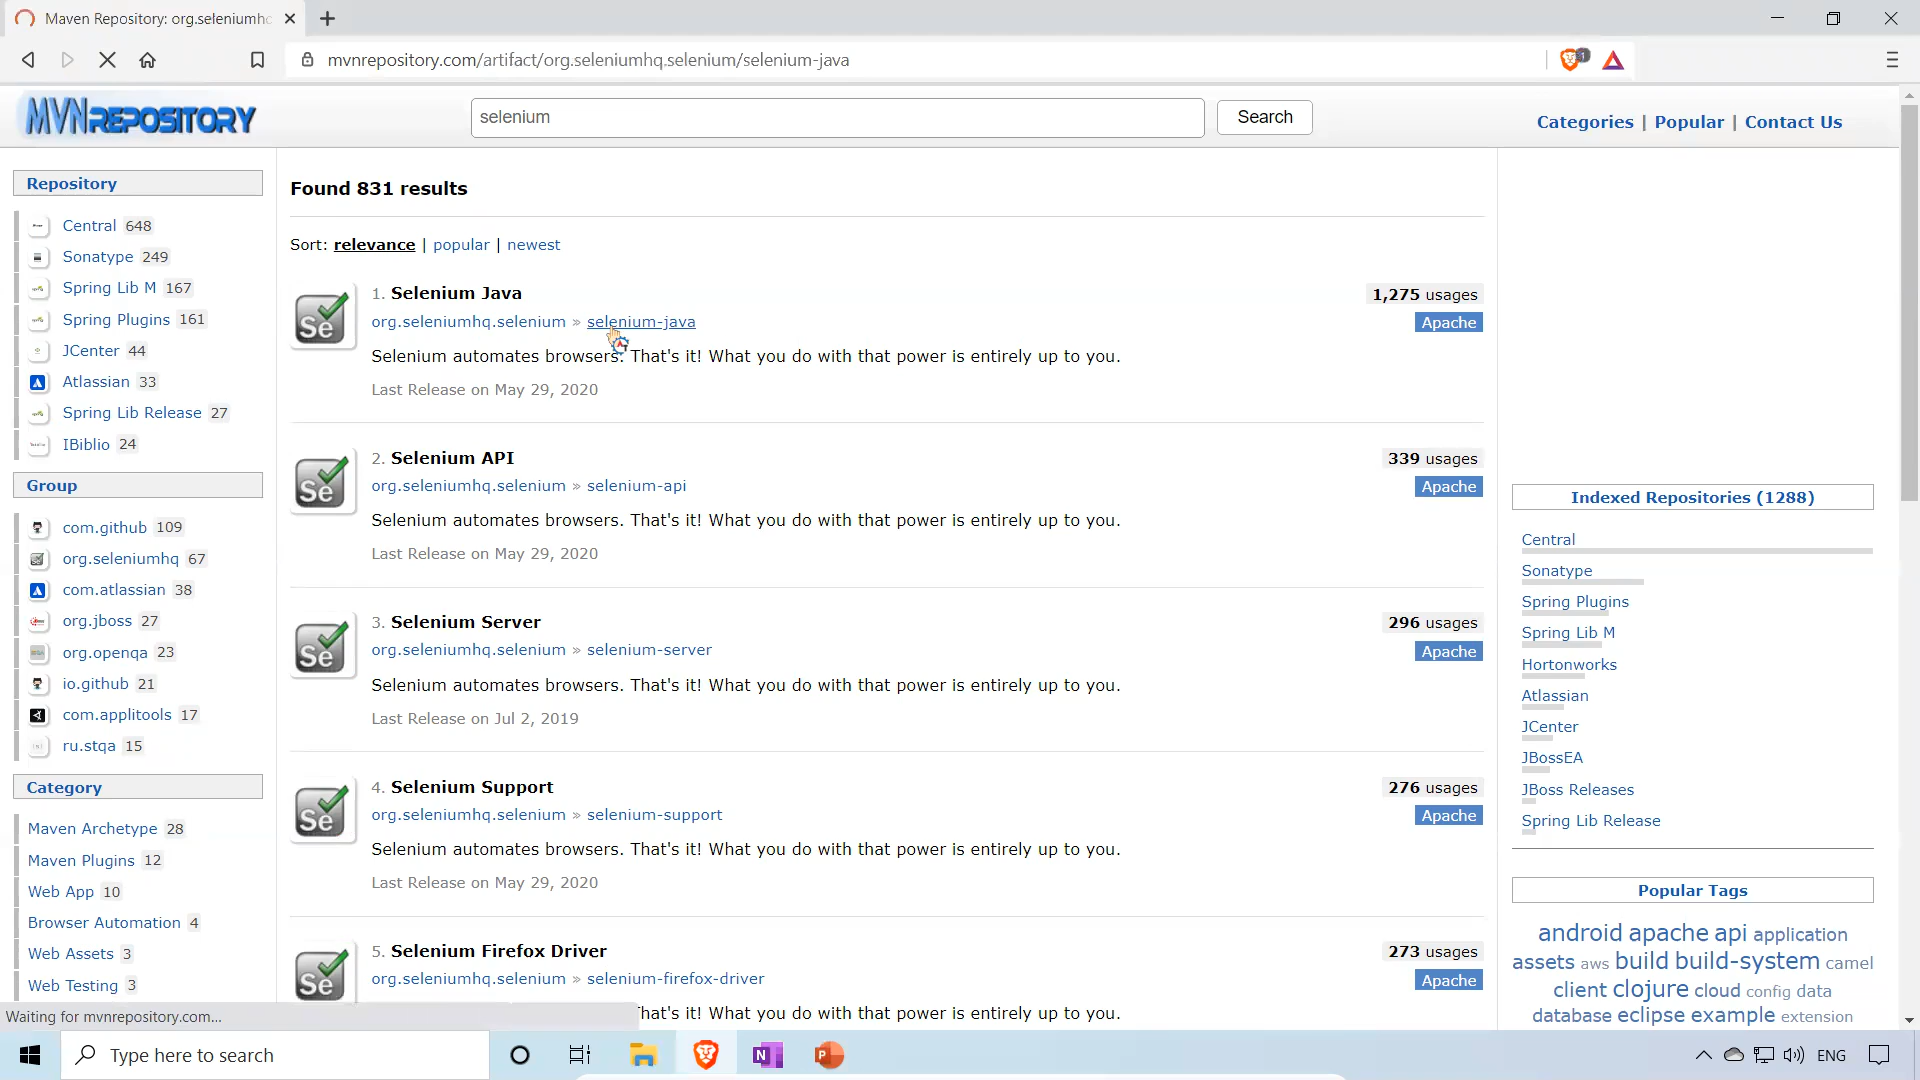 Maven Repository: org.seleniumhc
mvnrepository.com/artifact/org.seleniumhq.selenium/selenium-java
1
MVNREPOSITORY
selenium
Search
Categories | Popular | Contact Us
Repository
Central 648
Sonatype 249
Spring Lib M 167
Spring Plugins 161
JCenter 44
Atlassian 33
Spring Lib Release 27
IBiblio 24
Group
com.github 109
org.seleniumhq 67
com.atlassian 38
org.jboss 27
org.openqa 23
io.github 21
com.applitools 17
ru.stqa 15
Category
Maven Archetype 28
Maven Plugins 12
Web App 10
Browser Automation 4
Web Assets 3
Web Testing 3
Found 831 results
Sort: relevance | popular | newest
Se
1. Selenium Java
1,275 usages
org.seleniumhq.selenium » selenium-java
Apache
Selenium automates browsers. That's it! What you do with that power is entirely up to you.
Last Release on May 29, 2020
Se
2. Selenium API
339 usages
org.seleniumhq.selenium » selenium-api
Apache
Selenium automates browsers. That's it! What you do with that power is entirely up to you.
Last Release on May 29, 2020
Se
3. Selenium Server
296 usages
org.seleniumhq.selenium » selenium-server
Apache
Selenium automates browsers. That's it! What you do with that power is entirely up to you.
Last Release on Jul 2, 2019
Se
4. Selenium Support
276 usages
org.seleniumhq.selenium » selenium-support
Apache
Selenium automates browsers. That's it! What you do with that power is entirely up to you.
Last Release on May 29, 2020
Se
5. Selenium Firefox Driver
273 usages
org.seleniumhq.selenium » selenium-firefox-driver
Apache
That's it! What you do with that power is entirely up to you.
Indexed Repositories (1288)
Central
Sonatype
Spring Plugins
Spring Lib M
Hortonworks
Atlassian
JCenter
JBossEA
JBoss Releases
Spring Lib Release
Popular Tags
android apache api application
assets aws build build-system camel
client clojure cloud config data
database eclipse example extension
Waiting for mvnrepository.com...
Type here to search
N
P
ENG